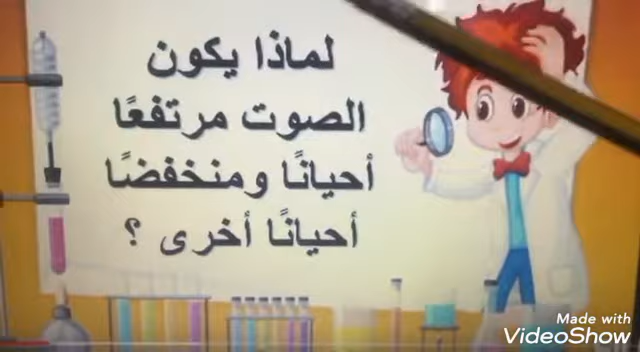 لماذا يكون
الصوت مرتفعًا
أحيانًا ومنخفضًا
أحيانًا أخرى ؟
Made with
VideoShow